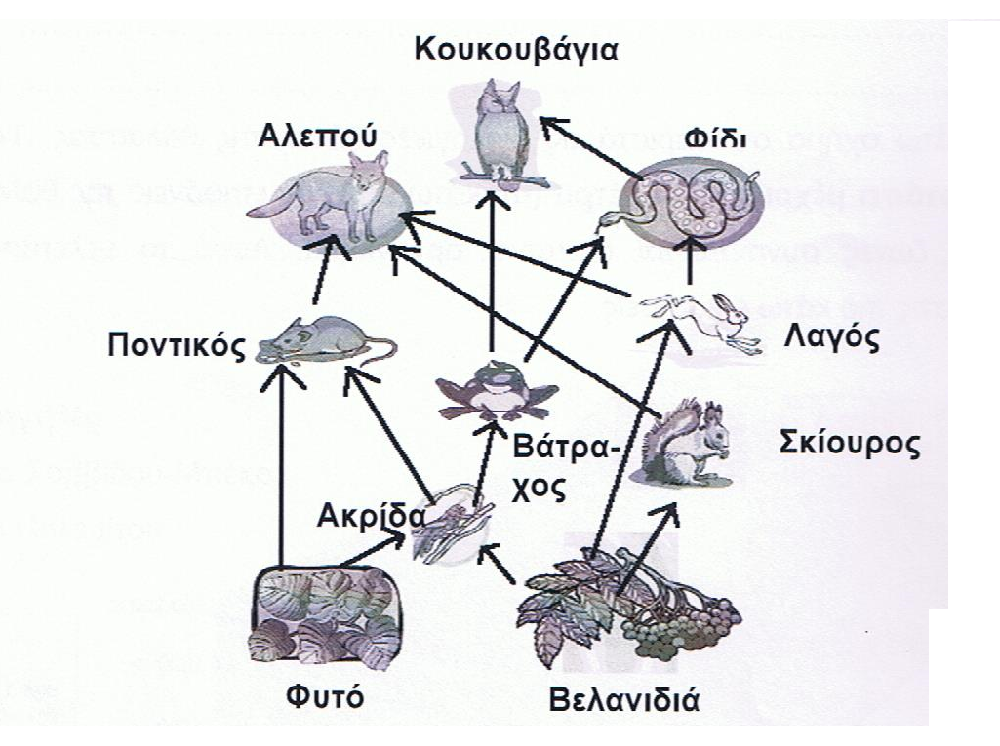 Κουκουβάγια
Αλεπού
Φίδι
Ποντικός
Λαγός
Βάτρα-
χος
Σκίουρος
Ακρίδα
Φυτό
Βελανιδιά